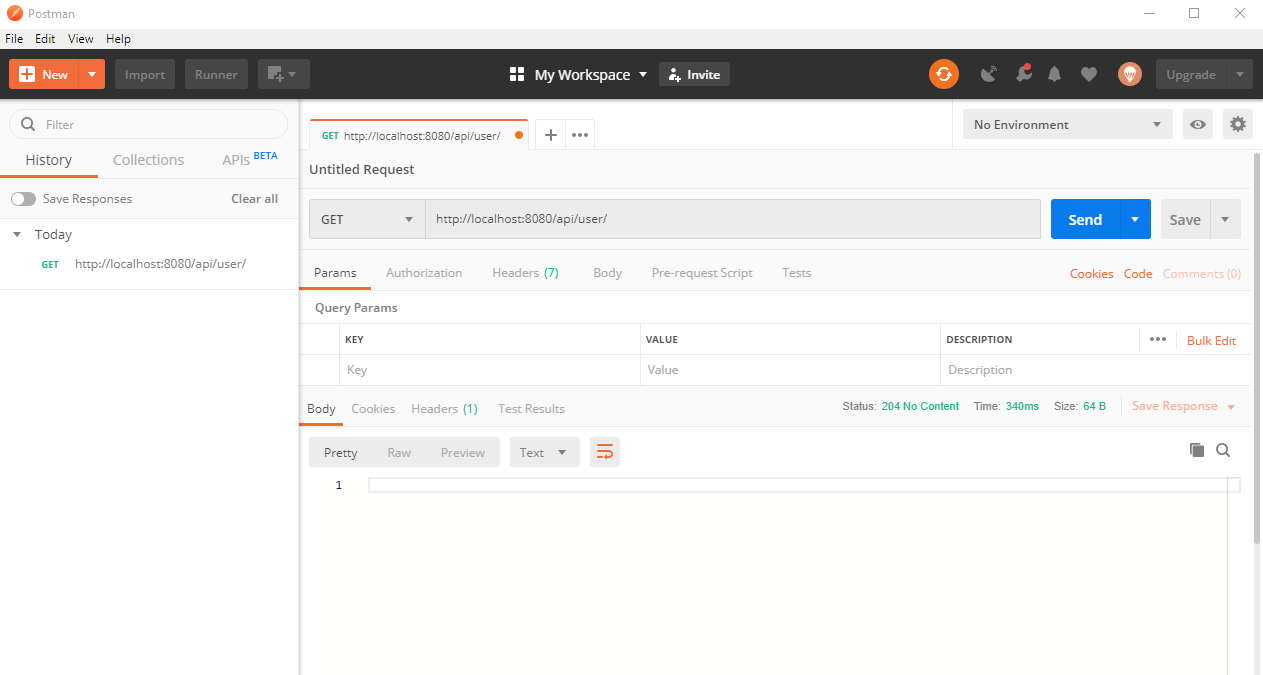 Postman
File Edit View Help
New Import Runner My Workspace Invite Upgrade
Filter
History Collections APIs BETA
Save Responses Clear all
Today
GET http://localhost:8080/api/user/
GET http://localhost:8080/api/user/
No Environment
Untitled Request
GET http://localhost:8080/api/user/ Send Save
Params Authorization Headers (7) Body Pre-request Script Tests Cookies Code Comments (0)
Query Params
KEY VALUE DESCRIPTION Bulk Edit
Key Value Description
Body Cookies Headers (1) Test Results Status: 204 No Content Time: 340ms Size: 64 B Save Response
Pretty Raw Preview Text
1